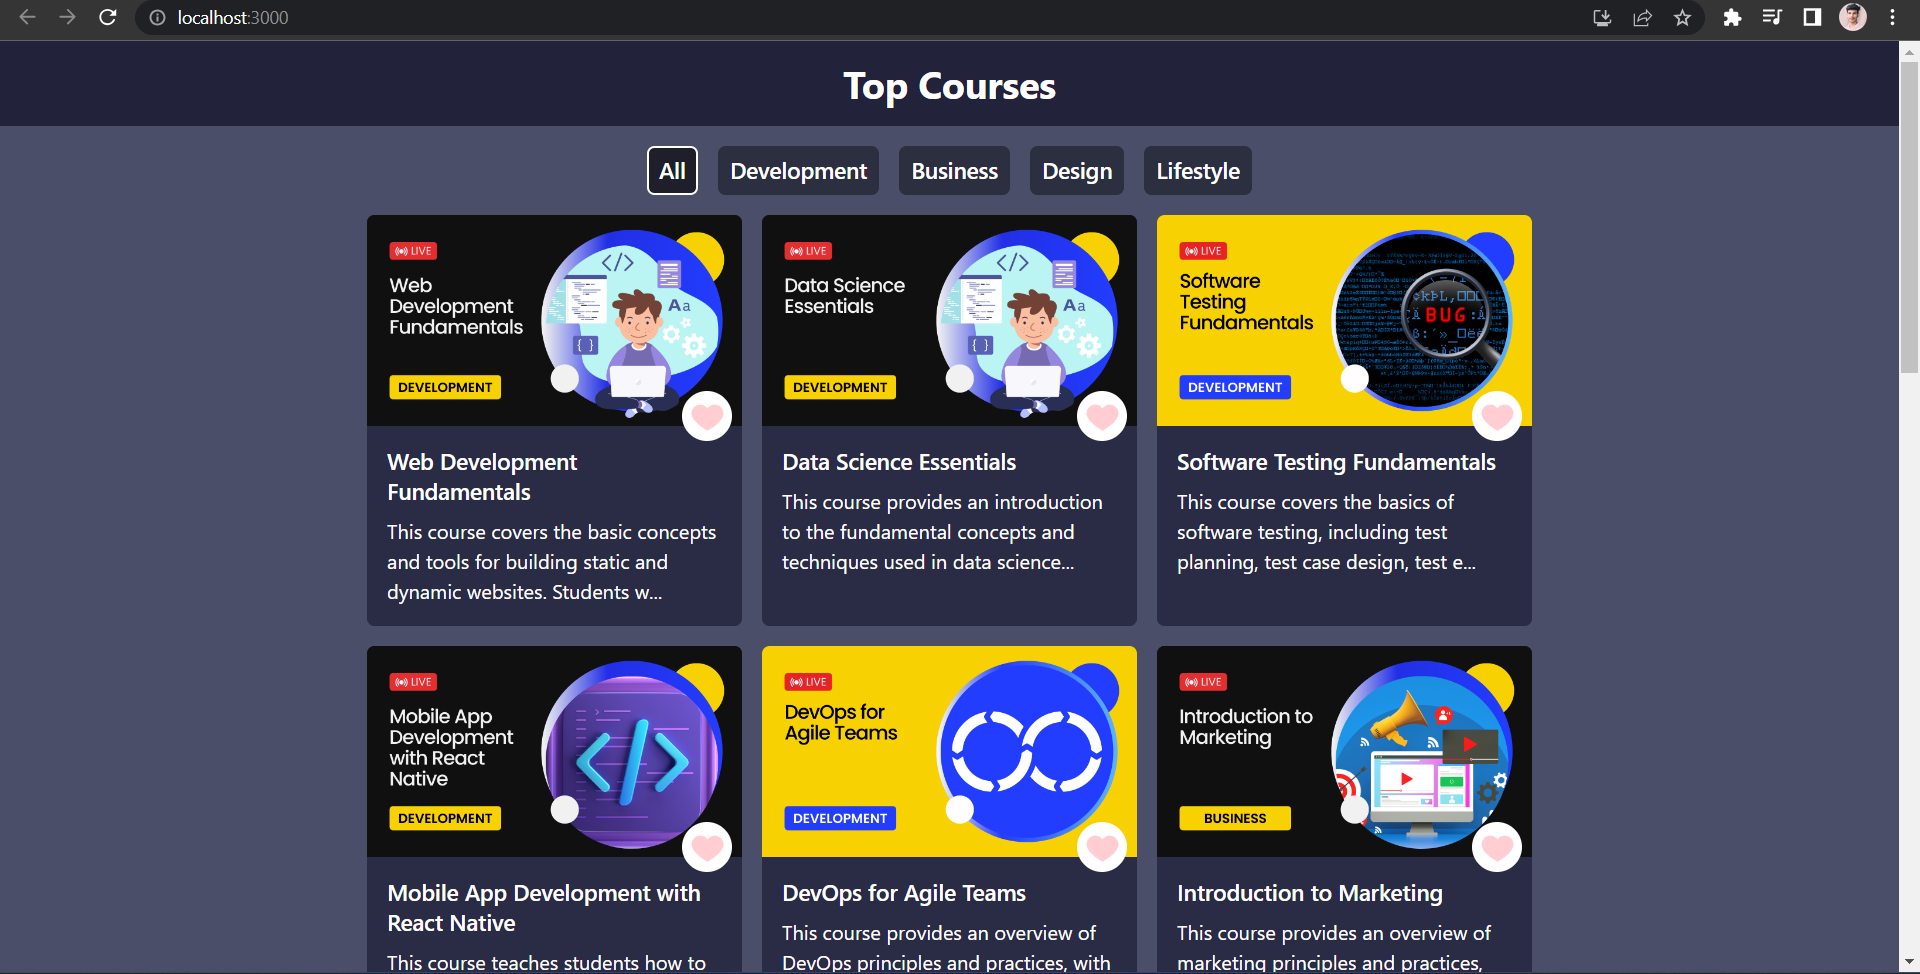 localhost:3000
Top Courses
All
Development
Business
Design
Lifestyle
LIVE
Web
Development
Fundamentals
</>
Aa
{ }
DEVELOPMENT
Web Development
Fundamentals
This course covers the basic concepts
and tools for building static and
dynamic websites. Students w...
LIVE
Data Science
Essentials
</>
Aa
{ }
DEVELOPMENT
Data Science Essentials
This course provides an introduction
to the fundamental concepts and
techniques used in data science...
LIVE
Software
Testing
Fundamentals
BUG
DEVELOPMENT
Software Testing Fundamentals
This course covers the basics of
software testing, including test
planning, test case design, test e...
LIVE
Mobile App
Development
with React
Native
</>
DEVELOPMENT
Mobile App Development with
React Native
This course teaches students how to
LIVE
DevOps for
Agile Teams
DEVELOPMENT
DevOps for Agile Teams
This course provides an overview of
DevOps principles and practices, with
LIVE
Introduction to
Marketing
BUSINESS
Introduction to Marketing
This course provides an overview of
marketing principles and practices,